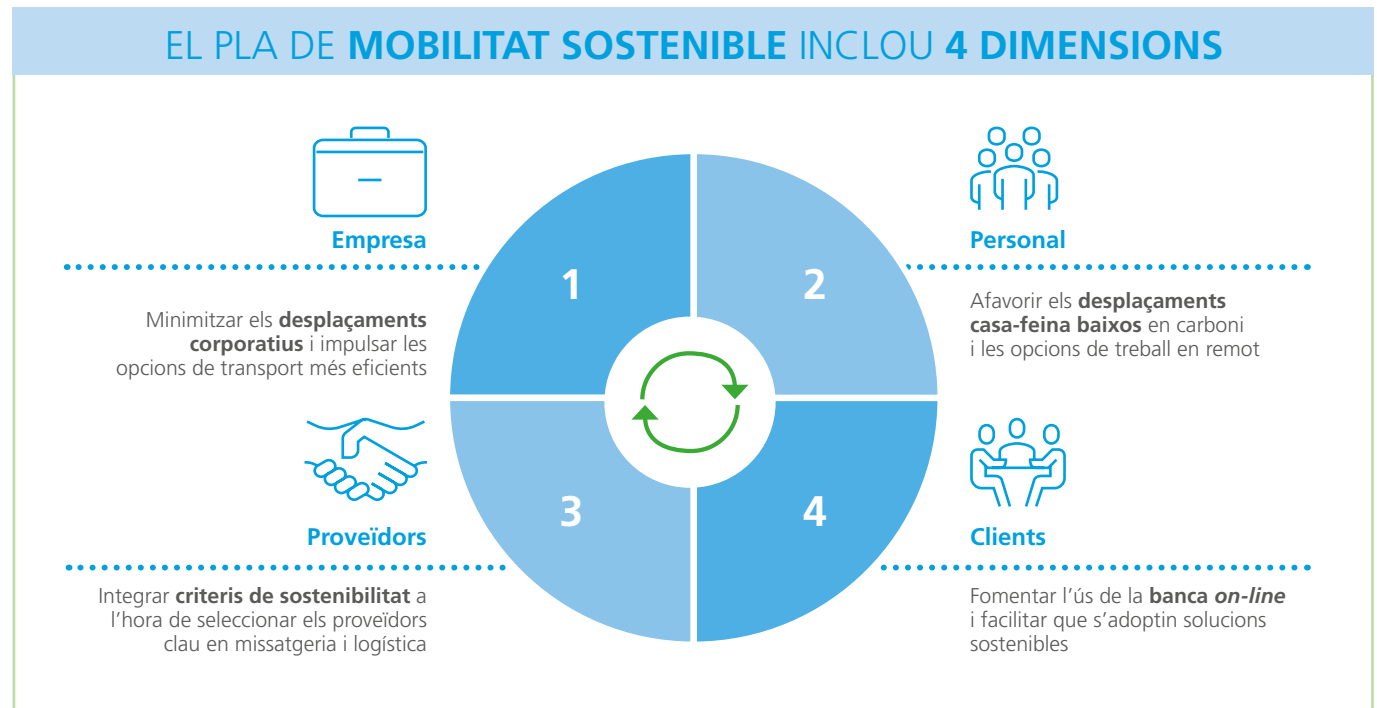 EL PLA DE MOBILITAT SOSTENIBLE INCLOU 4 DIMENSIONS
Empresa
1
Minimitzar els desplaçaments
corporatius i impulsar les
opcions de transport més eficients
Personal
2
Afavorir els desplaçaments
casa-feina baixos en carboni
i les opcions de treball en remot
Proveïdors
3
Integrar criteris de sostenibilitat a
l’hora de seleccionar els proveïdors
clau en missatgeria i logística
Clients
4
Fomentar l’ús de la banca on-line
i facilitar que s’adoptin solucions
sostenibles